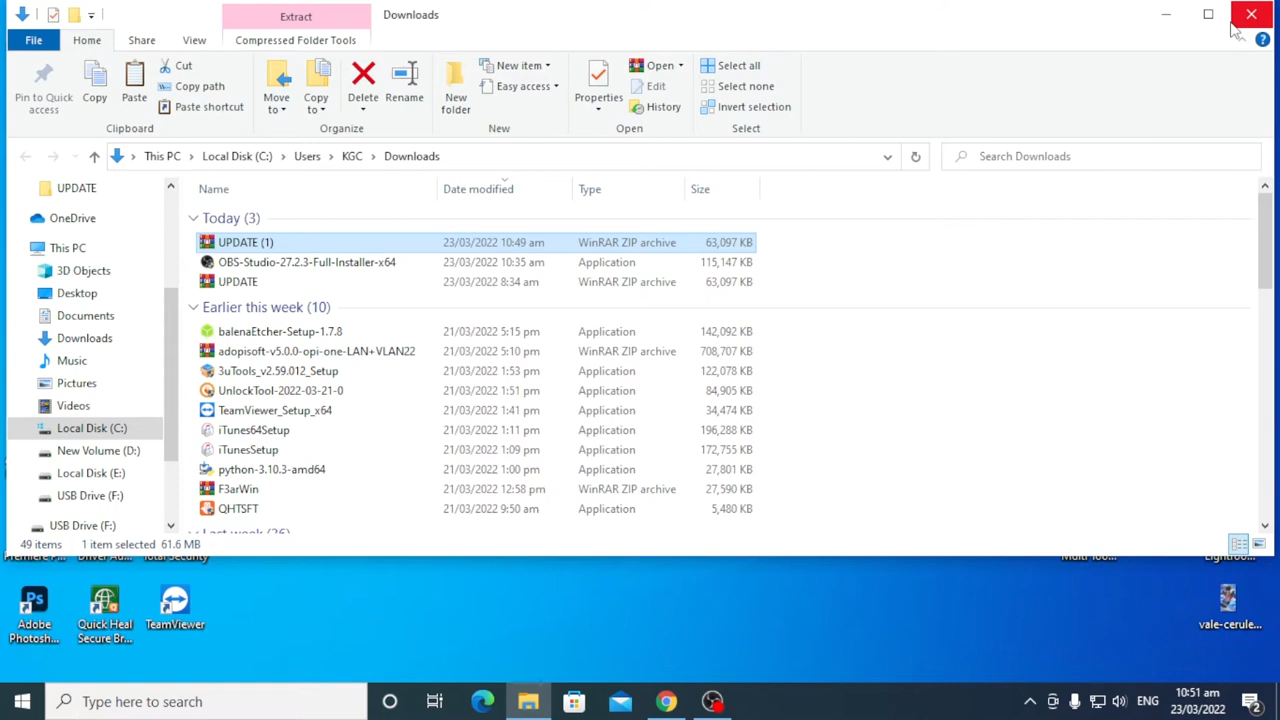 Extract
Downloads
File
Home
Share
View
Compressed Folder Tools
Pin to Quick
access
Copy
Paste
Cut
Copy path
Paste shortcut
Clipboard
Move
to
Copy
to
Delete
Rename
Organize
New
folder
New item
Easy access
New
Properties
Open
Edit
History
Open
Select all
Select none
Invert selection
Select
This PC
Local Disk (C:)
Users
KGC
Downloads
Search Downloads
UPDATE
OneDrive
This PC
3D Objects
Desktop
Documents
Downloads
Music
Pictures
Videos
Local Disk (C:)
New Volume (D:)
Local Disk (E:)
USB Drive (F:)
USB Drive (F:)
Name Date modified Type Size
Today (3)
UPDATE (1) 23/03/2022 10:49 am WinRAR ZIP archive 63,097 KB
OBS-Studio-27.2.3-Full-Installer-x64 23/03/2022 10:35 am Application 115,147 KB
UPDATE 23/03/2022 8:34 am WinRAR ZIP archive 63,097 KB
Earlier this week (10)
balenaEtcher-Setup-1.7.8 21/03/2022 5:15 pm Application 142,092 KB
adopisoft-v5.0.0-opi-one-LAN+VLAN22 21/03/2022 5:10 pm WinRAR ZIP archive 708,707 KB
3uTools_v2.59.012_Setup 21/03/2022 1:53 pm Application 122,078 KB
UnlockTool-2022-03-21-0 21/03/2022 1:51 pm Application 84,905 KB
TeamViewer_Setup_x64 21/03/2022 1:41 pm Application 34,474 KB
iTunes64Setup 21/03/2022 1:11 pm Application 196,288 KB
iTunesSetup 21/03/2022 1:09 pm Application 172,755 KB
python-3.10.3-amd64 21/03/2022 1:00 pm Application 27,801 KB
F3arWin 21/03/2022 12:58 pm WinRAR ZIP archive 27,590 KB
QHTSFT 21/03/2022 9:50 am Application 5,480 KB
Last week (36)
49 items 1 item selected 61.6 MB
Premiere P... Driver Au... Total Security
Multi-Too... Lightroo...
Adobe
Photosh...
Quick Heal
Secure Br...
TeamViewer
vale-cerule...
Type here to search
ENG
10:51 am
23/03/2022
2